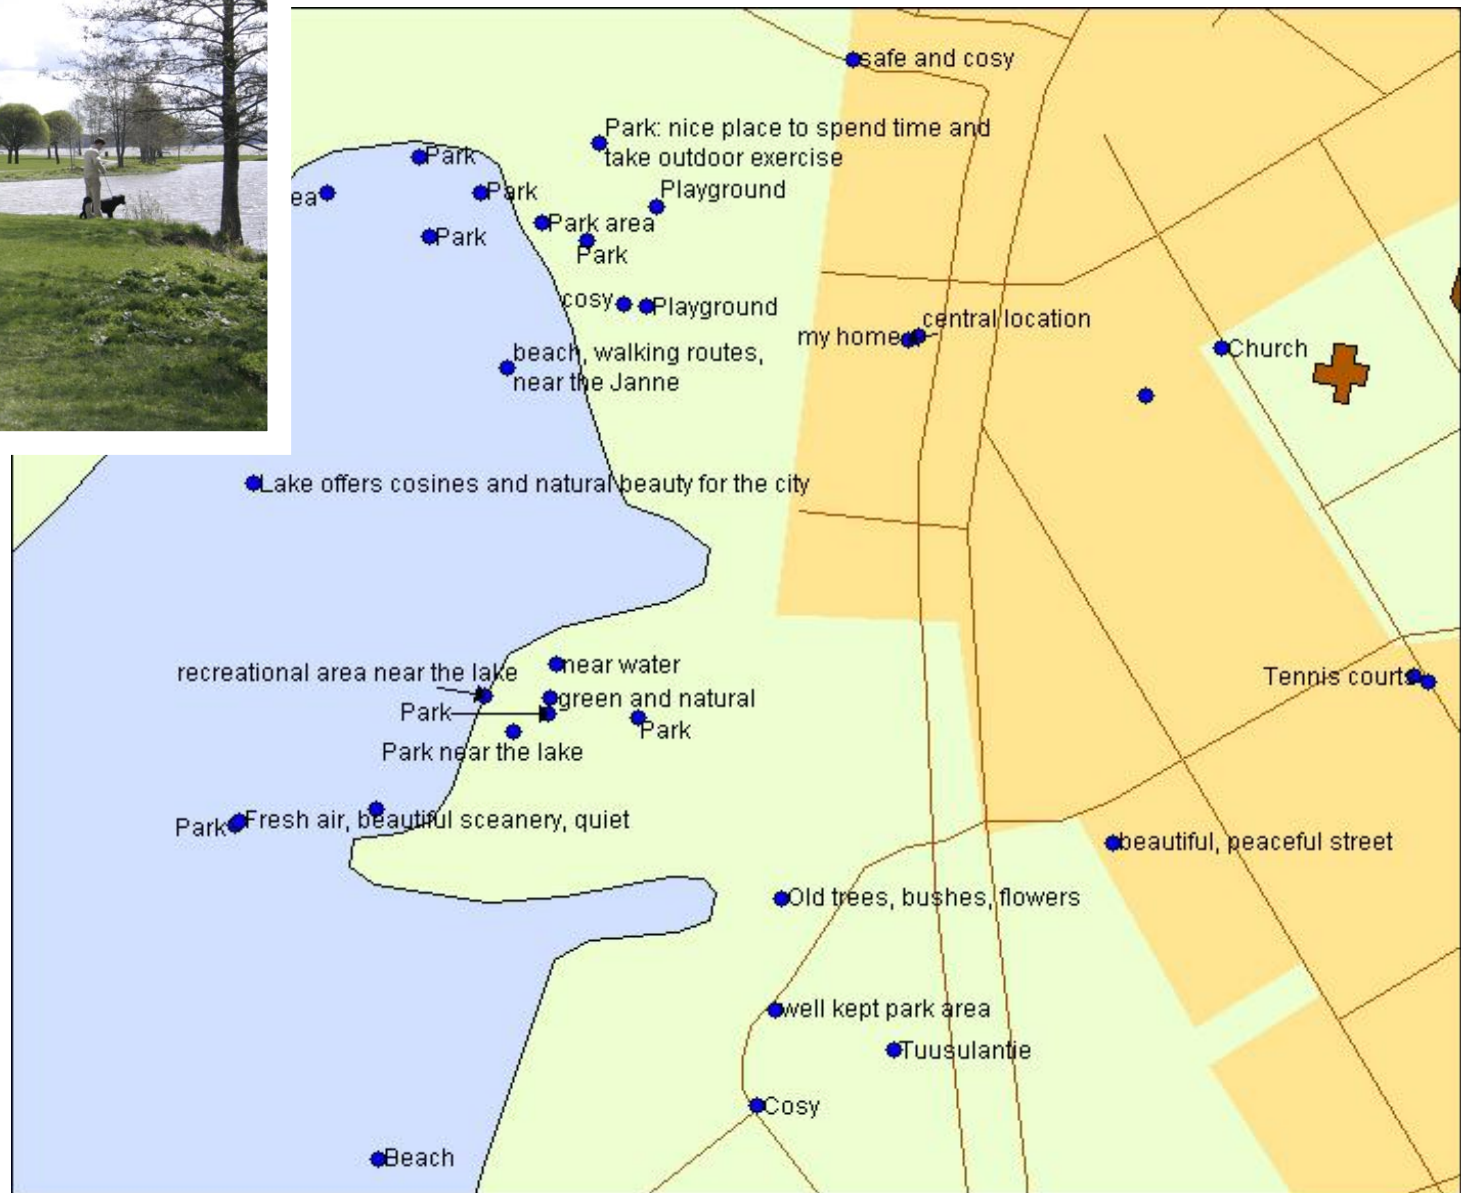 safe and cosy
Park: nice place to spend time and
take outdoor exercise
Park
Playground
ea
Park
Park area
Park
Park
cosy
Playground
central location
my home
Church
beach, walking routes,
near the Janne
Lake offers cosines and natural beauty for the city
near water
recreational area near the lake
Tennis courts
green and natural
Park
Park
Park near the lake
Fresh air, beautiful sceanery, quiet
Park
beautiful, peaceful street
Old trees, bushes, flowers
well kept park area
Tuusulantie
Cosy
Beach